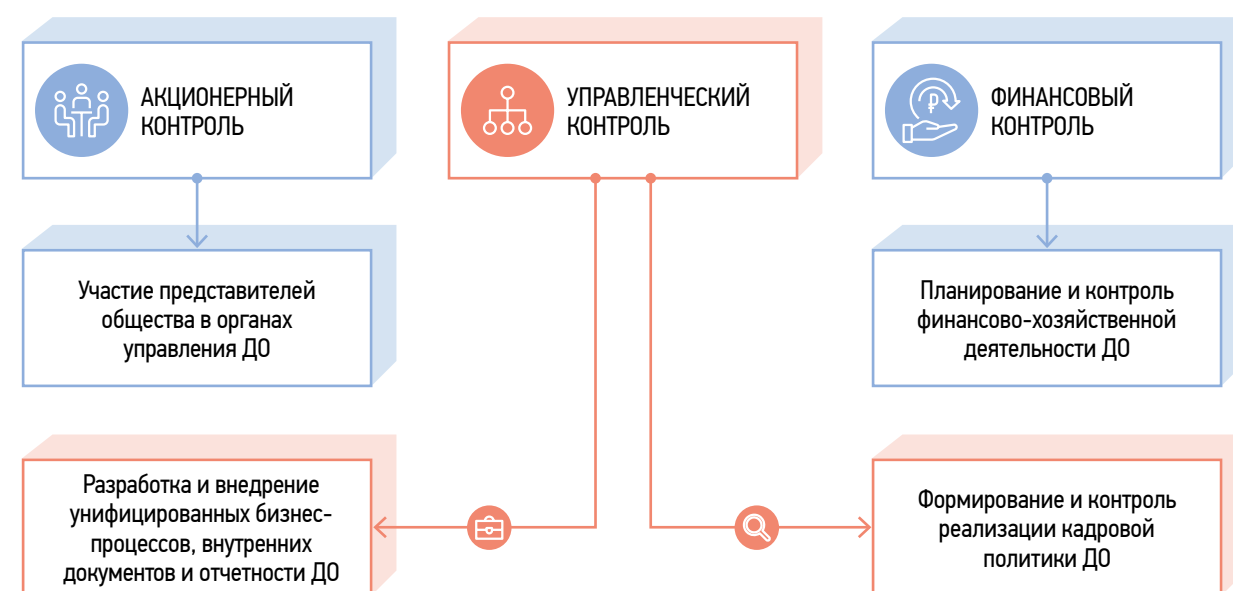 АКЦИОНЕРНЫЙ
КОНТРОЛЬ
УПРАВЛЕНЧЕСКИЙ
КОНТРОЛЬ
ФИНАНСОВЫЙ
КОНТРОЛЬ
Участие представителей
общества в органах
управления ДО
Планирование и контроль
финансово-хозяйственной
деятельности ДО
Разработка и внедрение
унифицированных бизнес-
процессов, внутренних
документов и отчетности ДО
Формирование и контроль
реализации кадровой
политики ДО